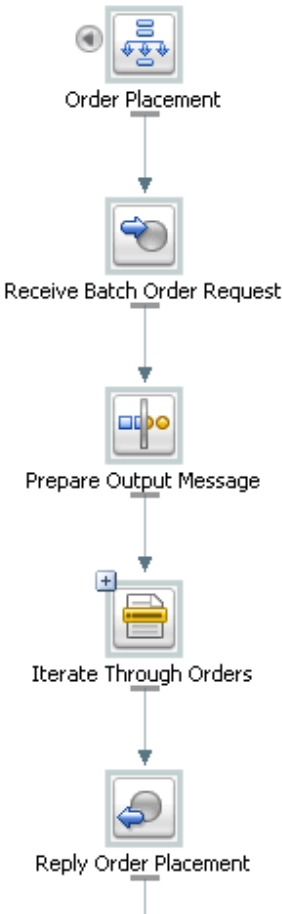 Order Placement
Receive Batch Order Request
Prepare Output Message
Iterate Through Orders
Reply Order Placement